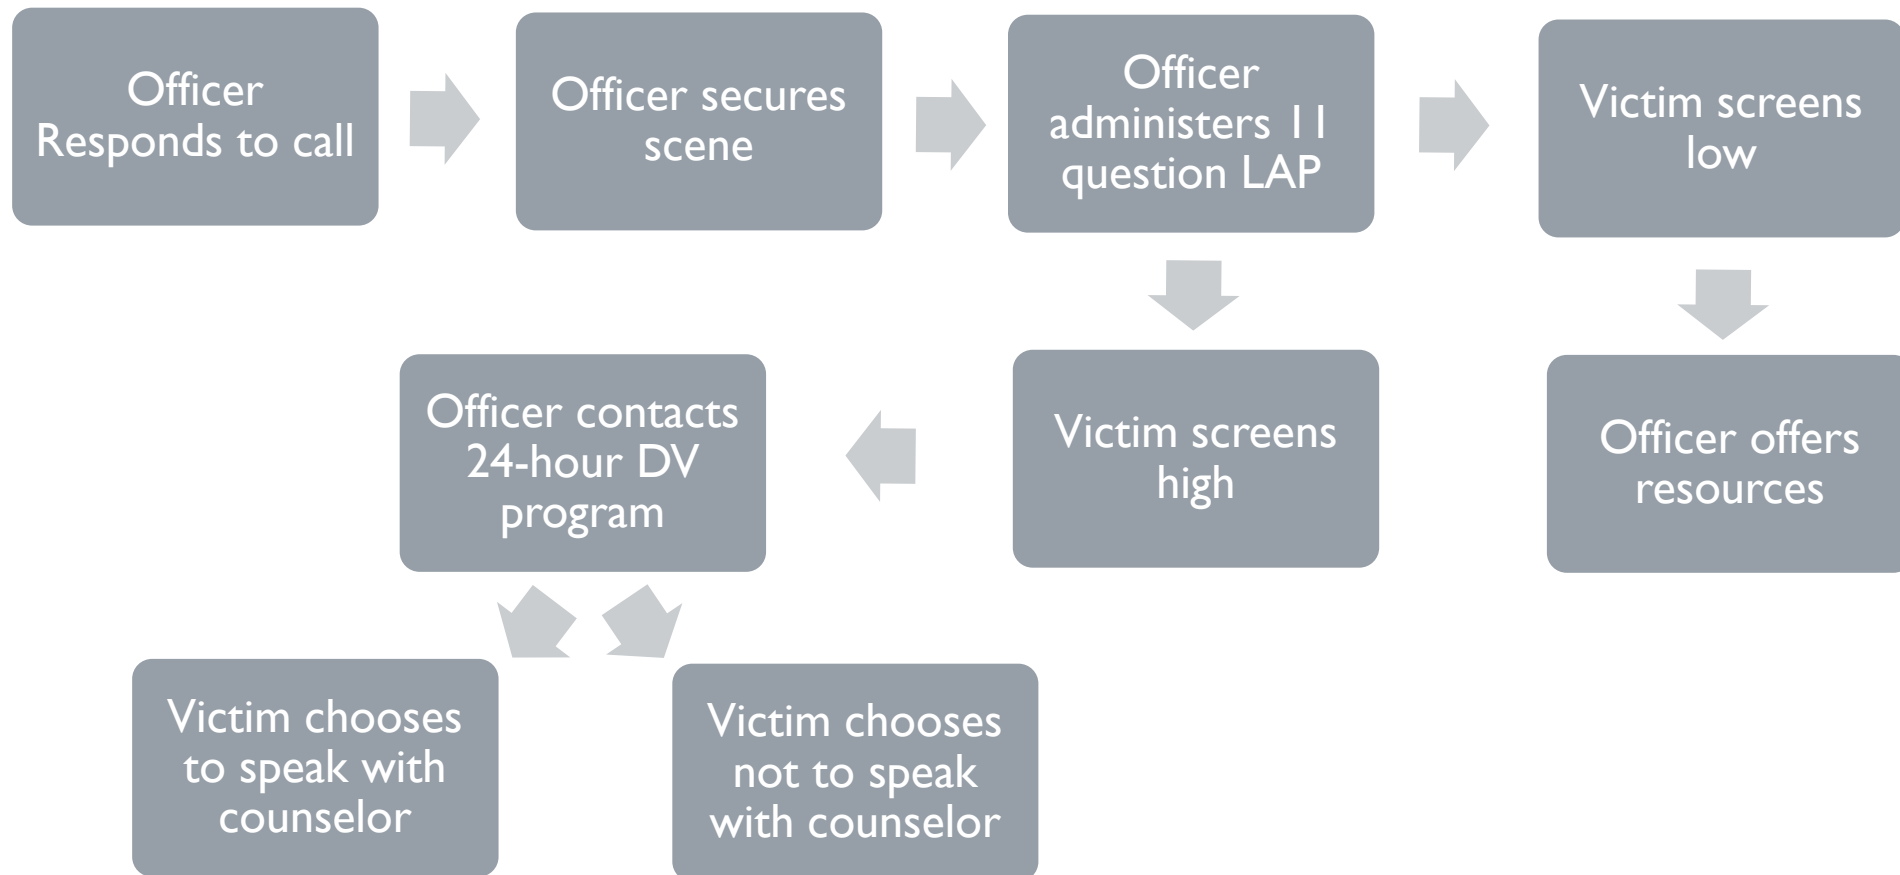 Officer
Responds to call
Officer secures
scene
Officer
administers 11
question LAP
Victim screens
low
Officer contacts
24-hour DV
program
Victim screens
high
Officer offers
resources
Victim chooses
to speak with
counselor
Victim chooses
not to speak
with counselor